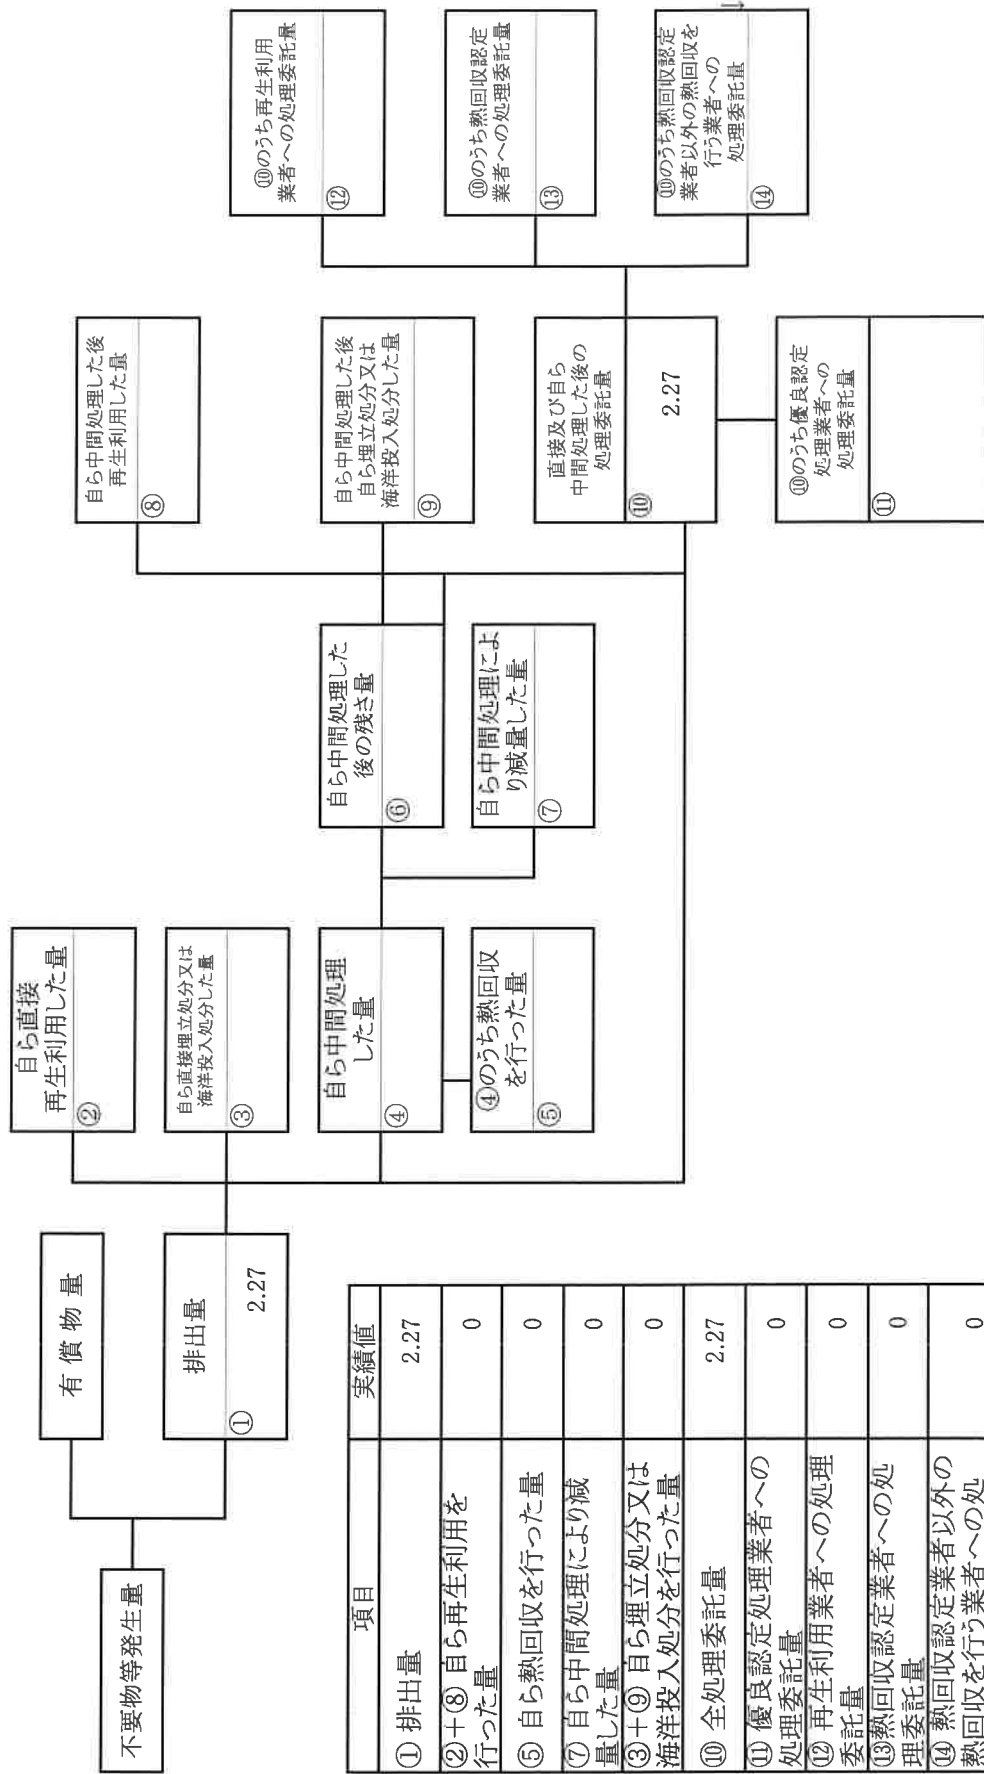 不要物等発生量
有償物量
排出量
①
2.27
自ら直接
再生利用した量
②
自ら直接埋立処分又は
海洋投入処分した量
③
自ら中間処理
した量
④
④のうち熱回収
を行った量
⑤
自ら中間処理した
後の残さ量
⑥
自ら中間処理によ
り減量した量
⑦
自ら中間処理した後
再生利用した量
⑧
自ら中間処理した後
自ら埋立処分又は
海洋投入処分した量
⑨
直接及び自ら
中間処理した後の
処理委託量
⑩
2.27
⑩のうち優良認定
処理業者への
処理委託量
⑪
⑩のうち再生利用
業者への処理委託量
⑫
⑩のうち熱回収認定
業者への処理委託量
⑬
⑩のうち熱回収認定
業者以外の熱回収を
行う業者への
処理委託量
⑭
項目 実績値
①排出量 2.27
②+⑧自ら再生利用を
行った量 0
⑤自ら熱回収を行った量 0
⑦自ら中間処理により減
量した量 0
③+⑨自ら埋立処分又は
海洋投入処分を行った量 0
⑩全処理委託量 2.27
⑪優良認定処理業者への
処理委託量 0
⑫再生利用業者への処理
委託量 0
⑬熱回収認定業者への処
理委託量 0
⑭熱回収認定業者以外の
熱回収を行う業者への処 0